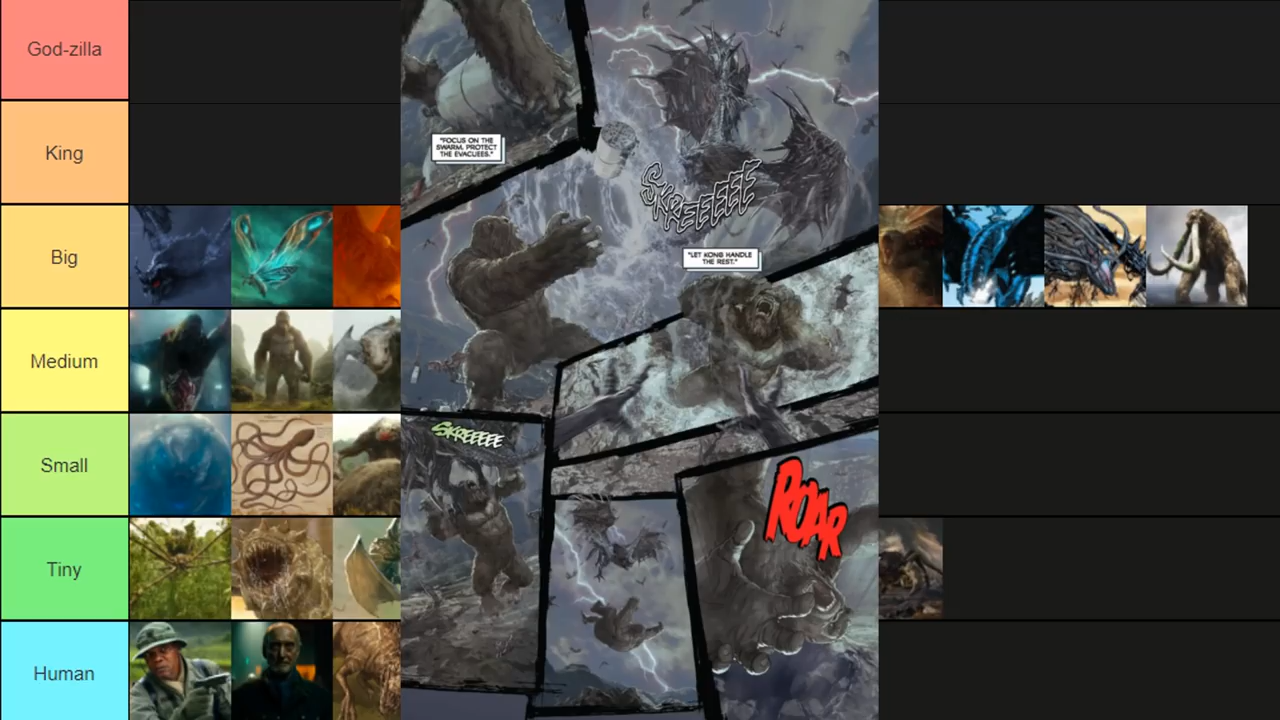 God-zilla
King
Big
Medium
Small
Tiny
Human
"FOCUS ON THE
SWARM, PROTECT
THE EVACUEES."
SKREEEEE
"LET KONG HANDLE
THE REST."
SKREEEEE
ROAR